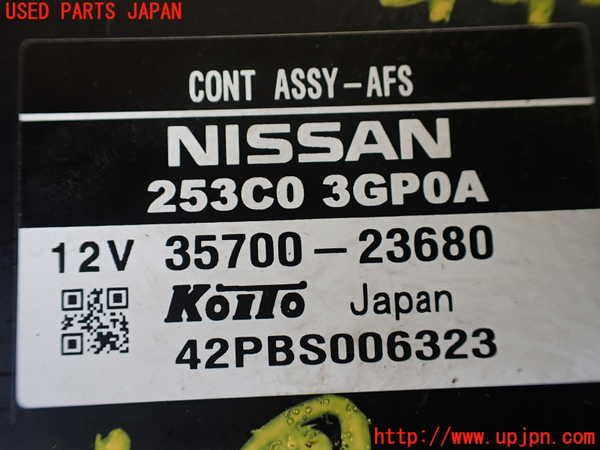 USED PARTS JAPAN
CONT ASSY-AFS
NISSAN
253C0 3GP0A
12V 35700-23680
KOITO Japan
42PBS006323
http://www.upjpn.com/